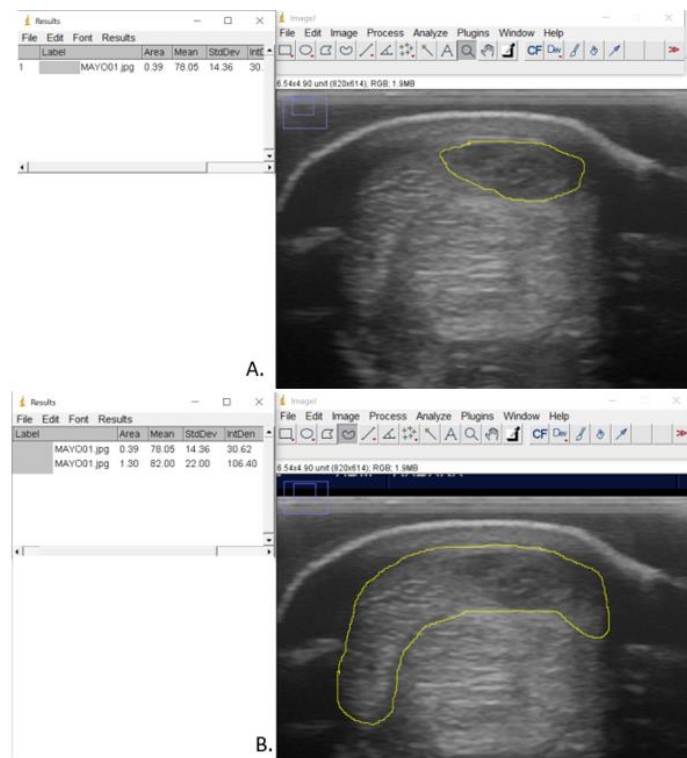 Results
File Edit Font Results
Label Area Mean StdDev IntD
1 MAYO01.jpg 0.39 78.05 14.36 30.
ImageJ
File Edit Image Process Analyze Plugins Window Help
A CF Dev
6.54x4.90 unit (820x614); RGB; 1.9MB
A.
Results
File Edit Font Results
Label Area Mean StdDev IntDen
MAYO01.jpg 0.39 78.05 14.36 30.62
MAYO01.jpg 1.30 82.00 22.00 106.40
ImageJ
File Edit Image Process Analyze Plugins Window Help
A CF Dev
6.54x4.90 unit (820x614); RGB; 1.9MB
B.